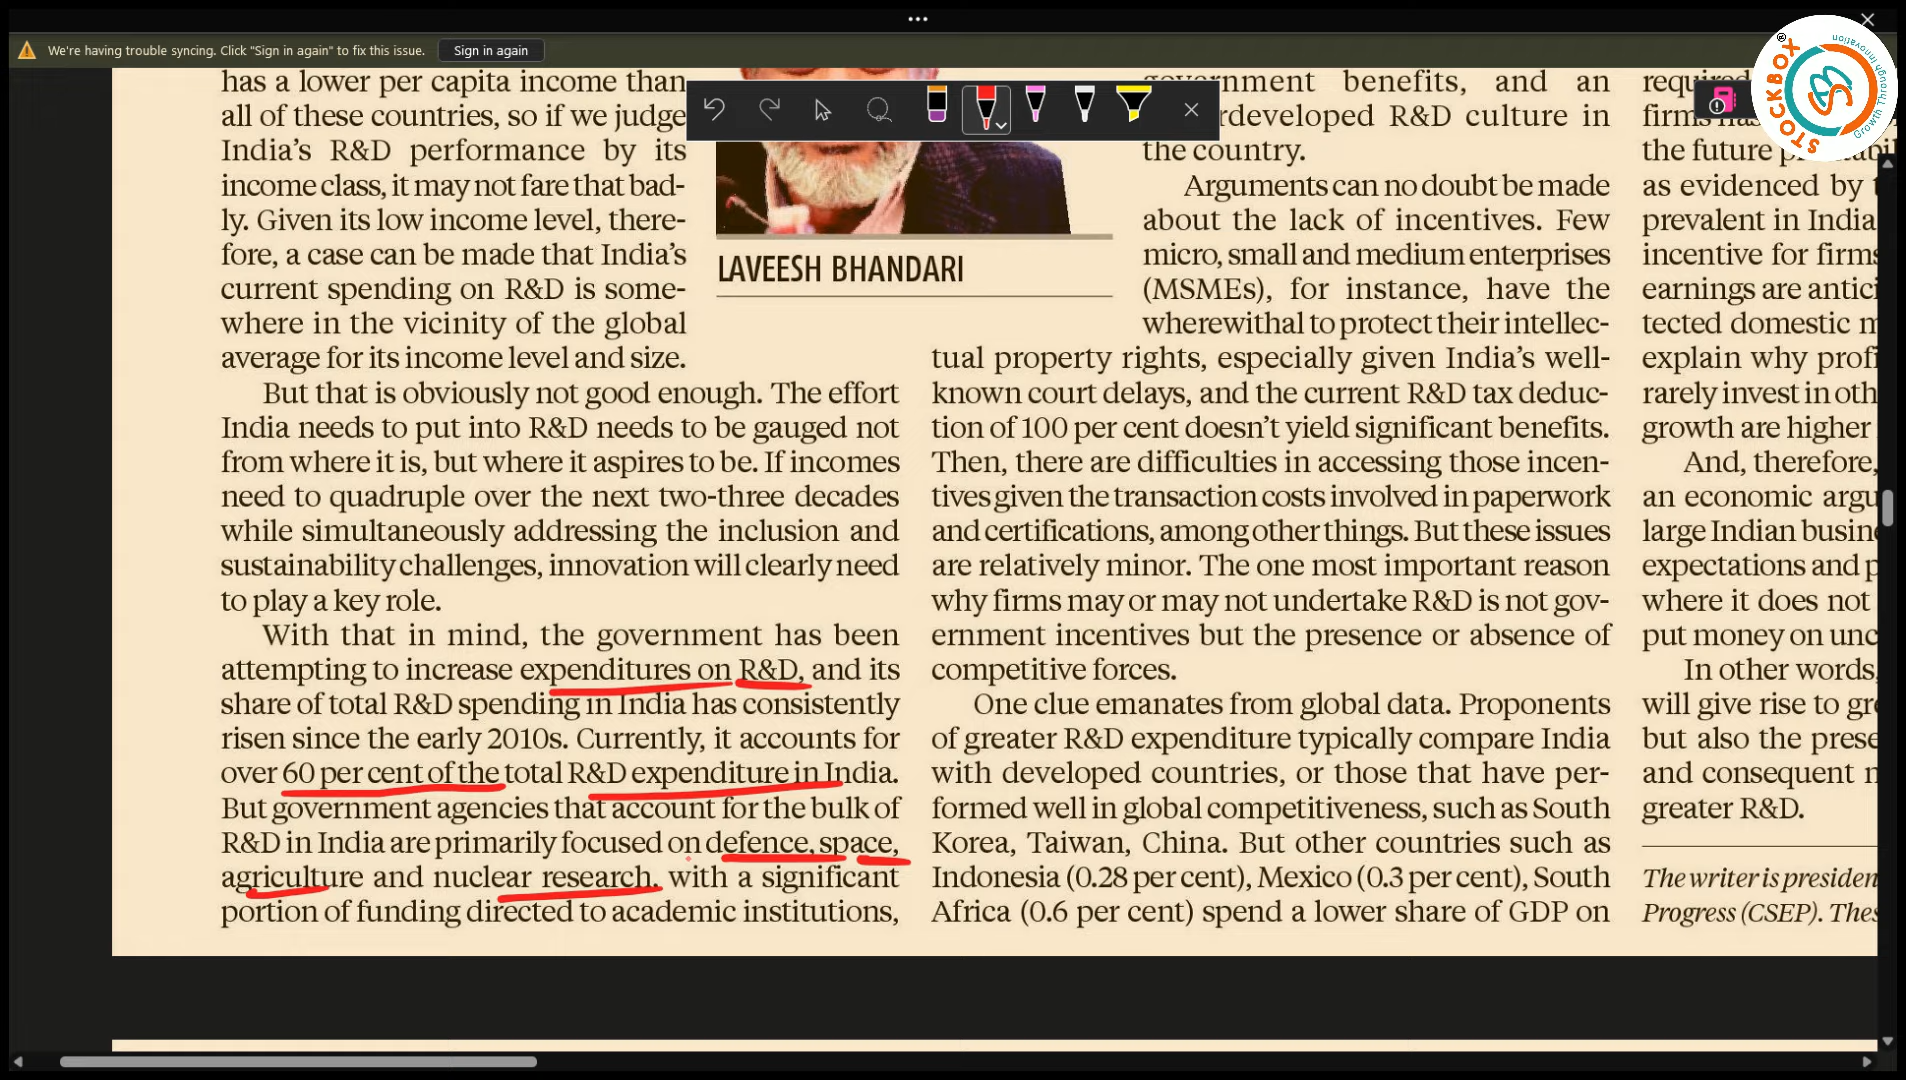 We're having trouble syncing. Click "Sign in again" to fix this issue.
Sign in again
STOCKBOX
Growth Through Innovation
has a lower per capita income than
all of these countries, so if we judge
India's R&D performance by its
income class, it may not fare that bad-
ly. Given its low income level, there-
fore, a case can be made that India's
current spending on R&D is some-
where in the vicinity of the global
average for its income level and size.
But that is obviously not good enough. The effort
India needs to put into R&D needs to be gauged not
from where it is, but where it aspires to be. If incomes
need to quadruple over the next two-three decades
while simultaneously addressing the inclusion and
sustainability challenges, innovation will clearly need
to play a key role.
With that in mind, the government has been
attempting to increase expenditures on R&D, and its
share of total R&D spending in India has consistently
risen since the early 2010s. Currently, it accounts for
over 60 per cent of the total R&D expenditure in India.
But government agencies that account for the bulk of
R&D in India are primarily focused on defence, space,
agriculture and nuclear research, with a significant
portion of funding directed to academic institutions,
LAVEESH BHANDARI
government benefits, and an
developed R&D culture in
the country.
Arguments can no doubt be made
about the lack of incentives. Few
micro, small and medium enterprises
(MSMEs), for instance, have the
wherewithal to protect their intellec-
tual property rights, especially given India's well-
known court delays, and the current R&D tax deduc-
tion of 100 per cent doesn't yield significant benefits.
Then, there are difficulties in accessing those incen-
tives given the transaction costs involved in paperwork
and certifications, among other things. But these issues
are relatively minor. The one most important reason
why firms may or may not undertake R&D is not gov-
ernment incentives but the presence or absence of
competitive forces.
One clue emanates from global data. Proponents
of greater R&D expenditure typically compare India
with developed countries, or those that have per-
formed well in global competitiveness, such as South
Korea, Taiwan, China. But other countries such as
Indonesia (0.28 per cent), Mexico (0.3 per cent), South
Africa (0.6 per cent) spend a lower share of GDP on
firms
the future
as evidenced by
prevalent in India
incentive for firms
earnings are
tected domestic
explain why
rarely invest in
growth are higher
And, therefore,
an economic
large Indian
expectations and
where it does not
put money on
In other words,
will give rise to
but also the
and consequent
greater R&D.
The writer is
Progress (CSEP).